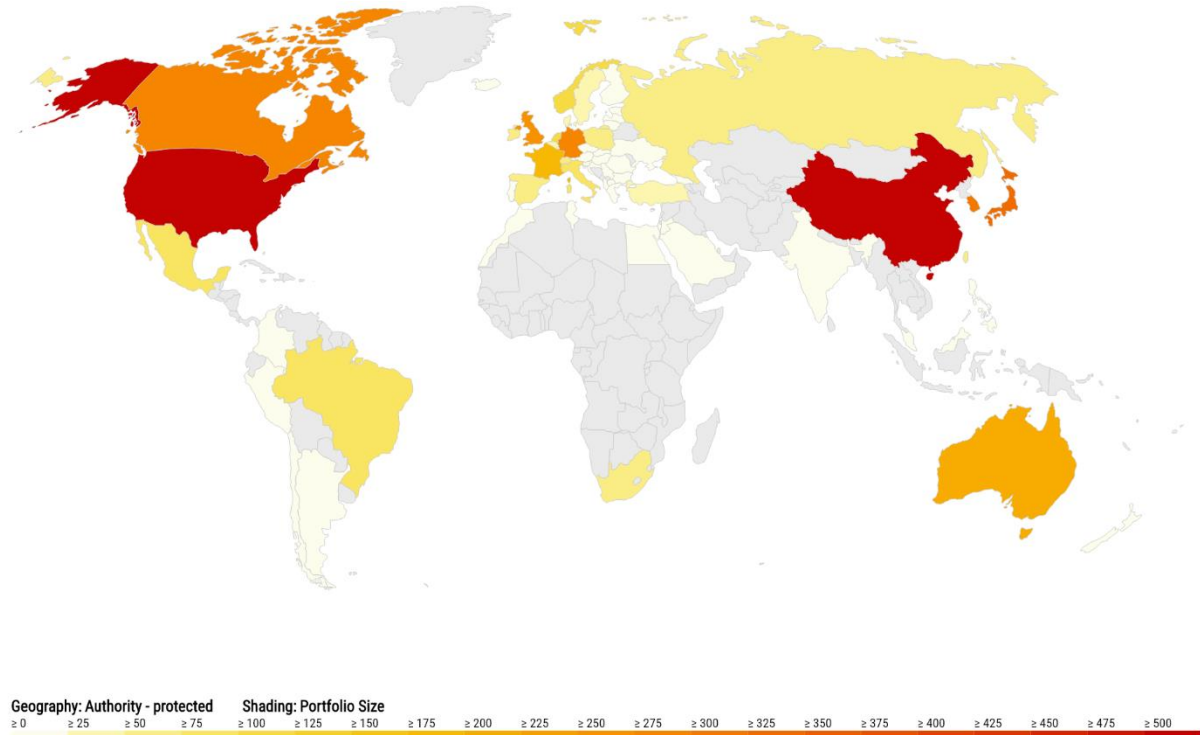 Geography: Authority - protected Shading: Portfolio Size
≥ 0 ≥ 25 ≥ 50 ≥ 75 ≥ 100 ≥ 125 ≥ 150 ≥ 175 ≥ 200 ≥ 225 ≥ 250 ≥ 275 ≥ 300 ≥ 325 ≥ 350 ≥ 375 ≥ 400 ≥ 425 ≥ 450 ≥ 475 ≥ 500